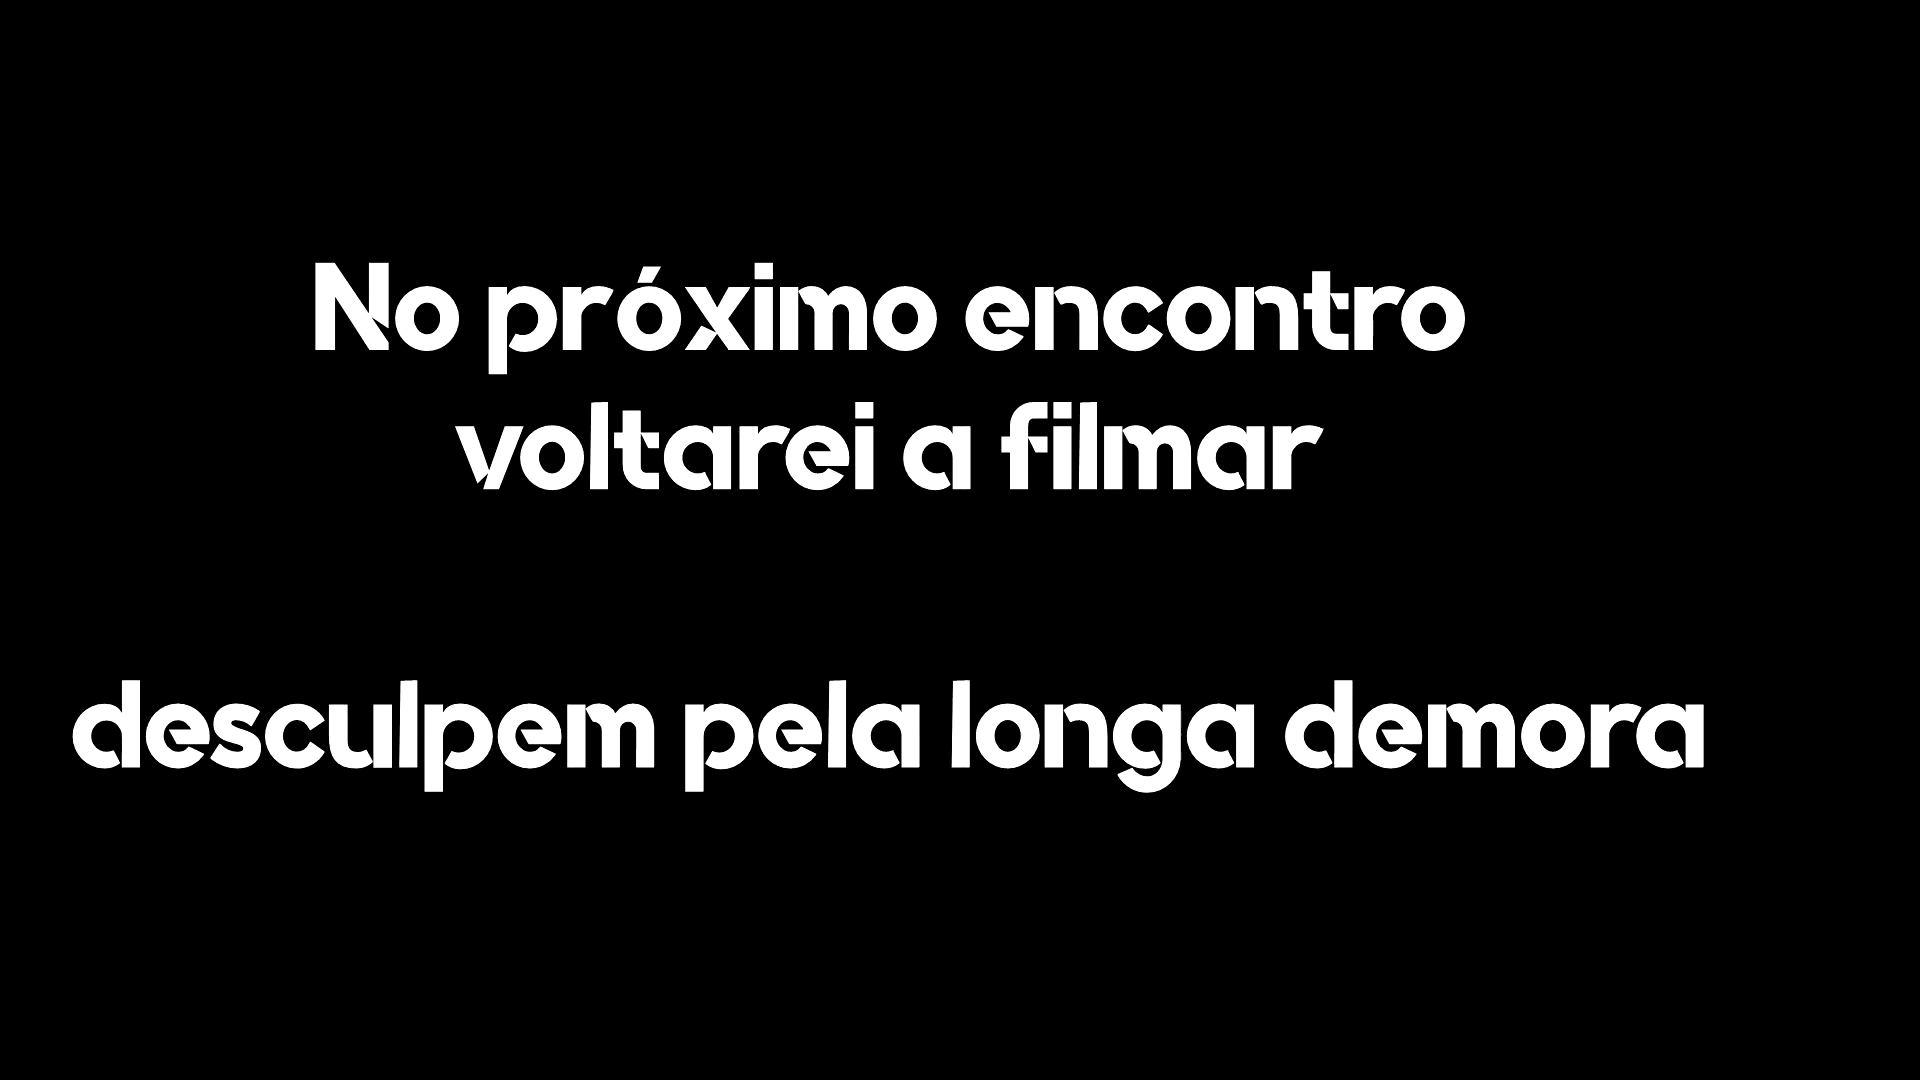 No próximo encontro
voltarei a filmar
desculpem pela longa demora